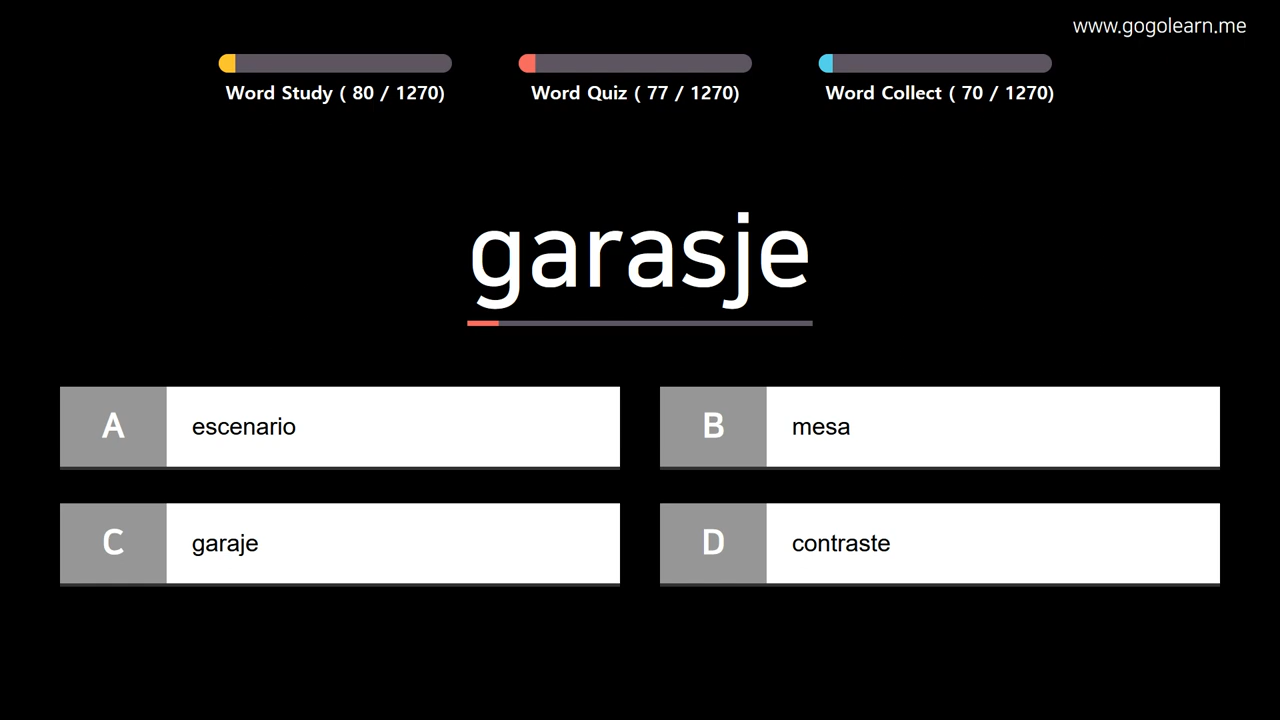 www.gogolearn.me
Word Study ( 80 / 1270)
Word Quiz ( 77 / 1270)
Word Collect ( 70 / 1270)
garasje
A escenario
B mesa
C garaje
D contraste